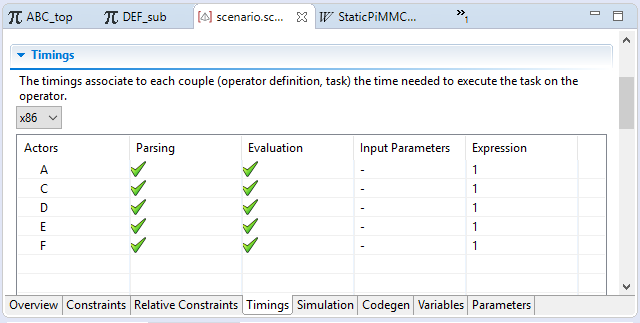 π ABC_top π DEF_sub scenario.sc... StaticPiMMC... »1
Timings
The timings associate to each couple (operator definition, task) the time needed to execute the task on the
operator.
x86
Actors Parsing Evaluation Input Parameters Expression
A - 1
C - 1
D - 1
E - 1
F - 1
Overview Constraints Relative Constraints Timings Simulation Codegen Variables Parameters